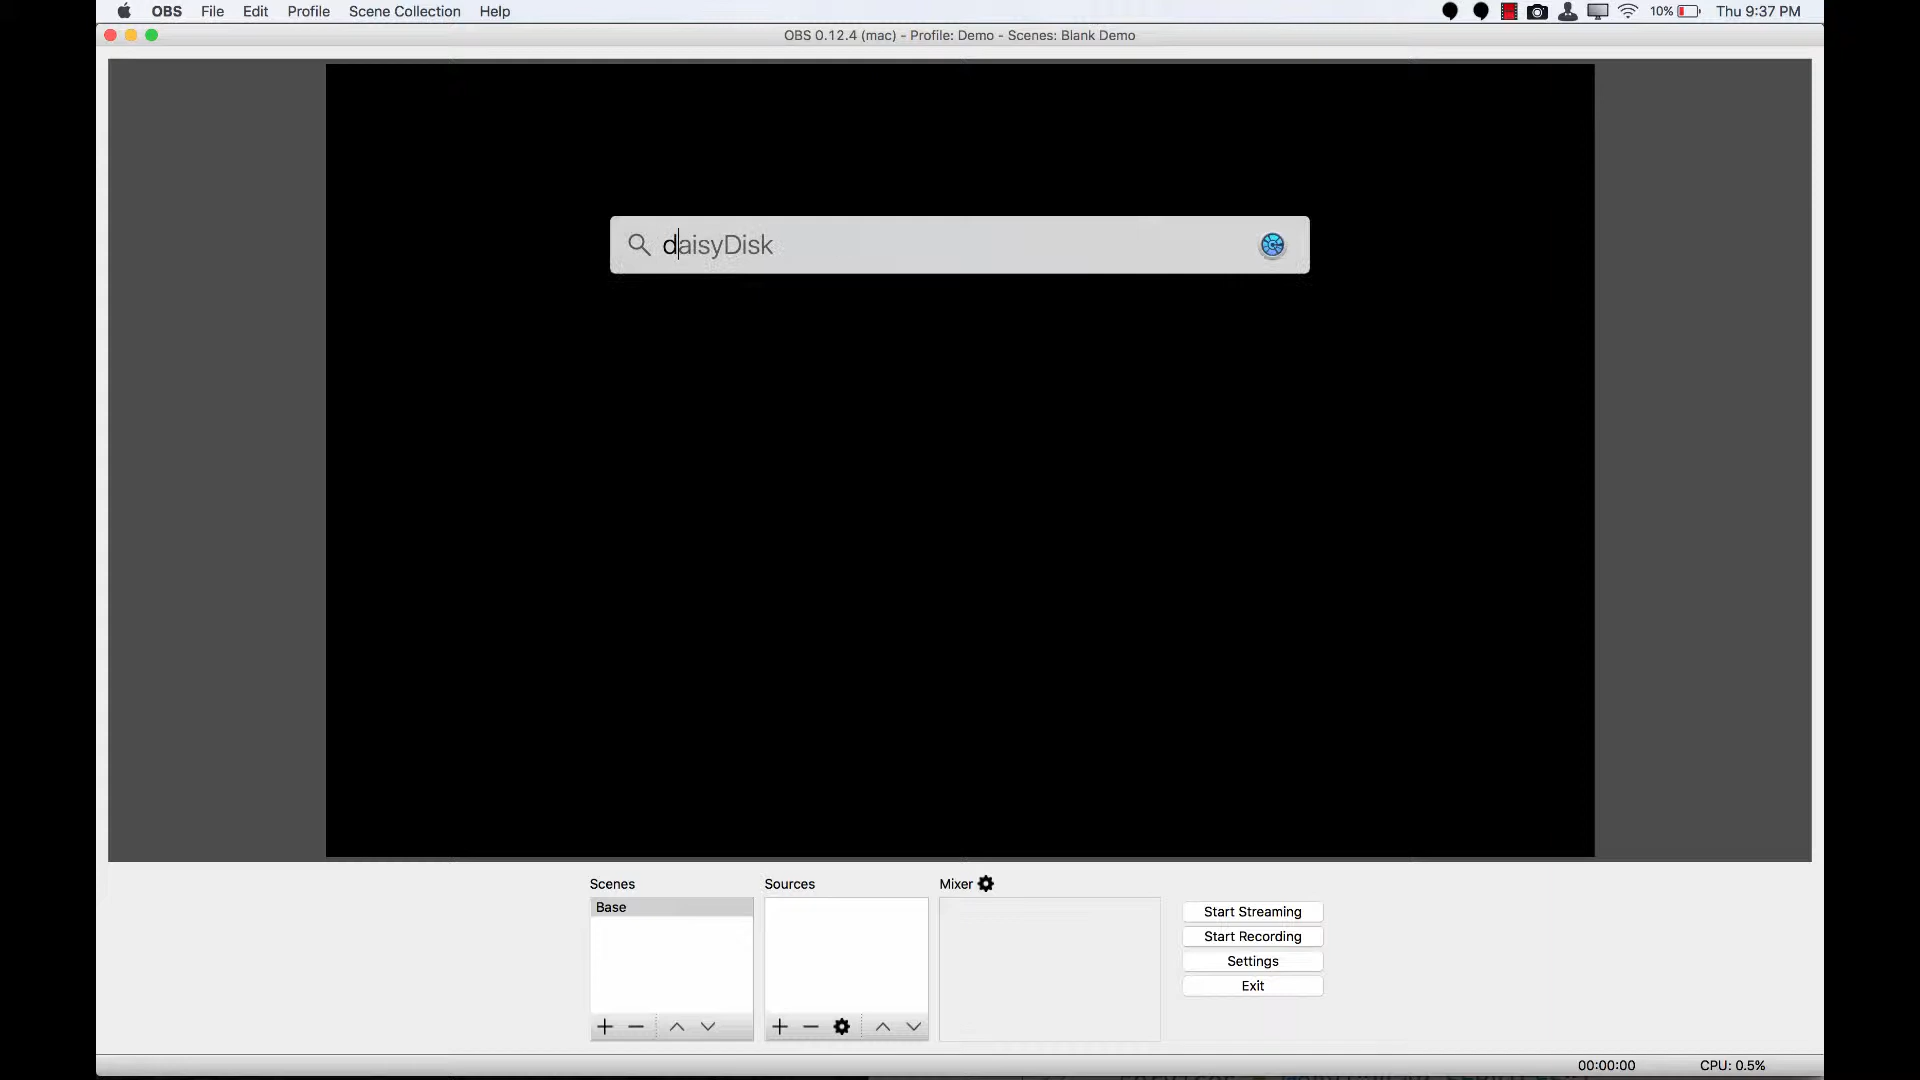 OBS File Edit Profile Scene Collection Help 10% Thu 9:37 PM
OBS 0.12.4 (mac) - Profile: Demo - Scenes: Blank Demo
daisyDisk
Scenes Sources Mixer
Base
Start Streaming
Start Recording
Settings
Exit
00:00:00 CPU: 0.5%